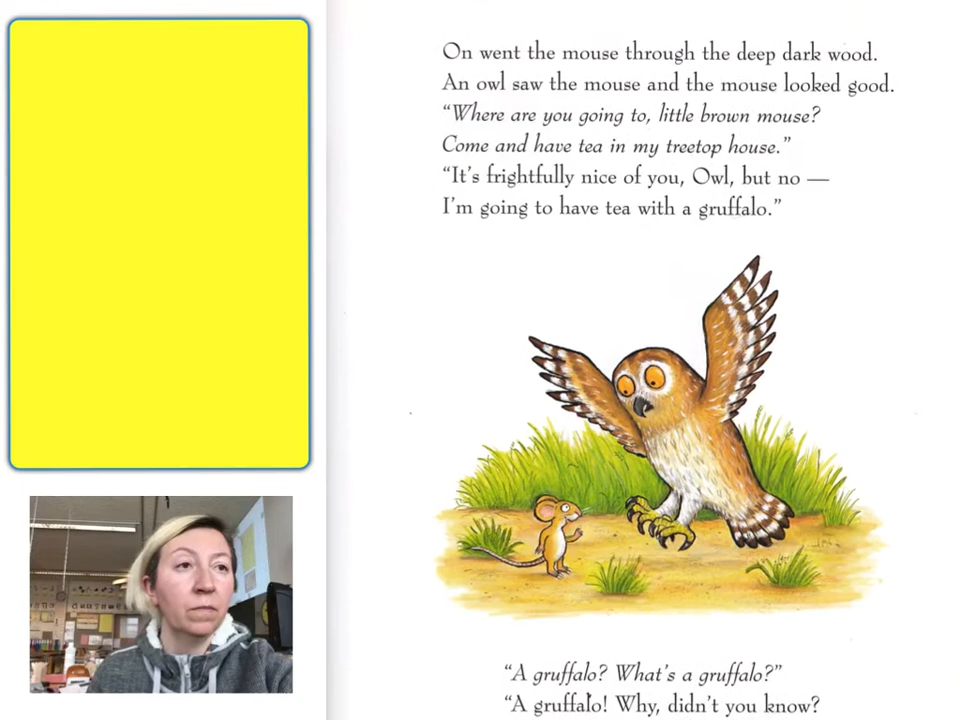 On went the mouse through the deep dark wood.
An owl saw the mouse and the mouse looked good.
“Where are you going to, little brown mouse?
Come and have tea in my treetop house.”
“It’s frightfully nice of you, Owl, but no —
I’m going to have tea with a gruffalo.”
“A gruffalo? What’s a gruffalo?”
“A gruffalo! Why, didn’t you know?